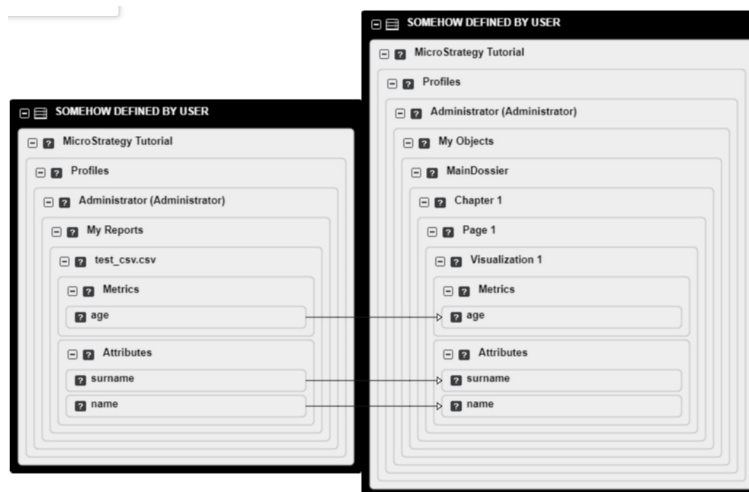 SOMEHOW DEFINED BY USER
MicroStrategy Tutorial
Profiles
Administrator (Administrator)
My Reports
test_csv.csv
Metrics
age
Attributes
surname
name
SOMEHOW DEFINED BY USER
MicroStrategy Tutorial
Profiles
Administrator (Administrator)
My Objects
MainDossier
Chapter 1
Page 1
Visualization 1
Metrics
age
Attributes
surname
name